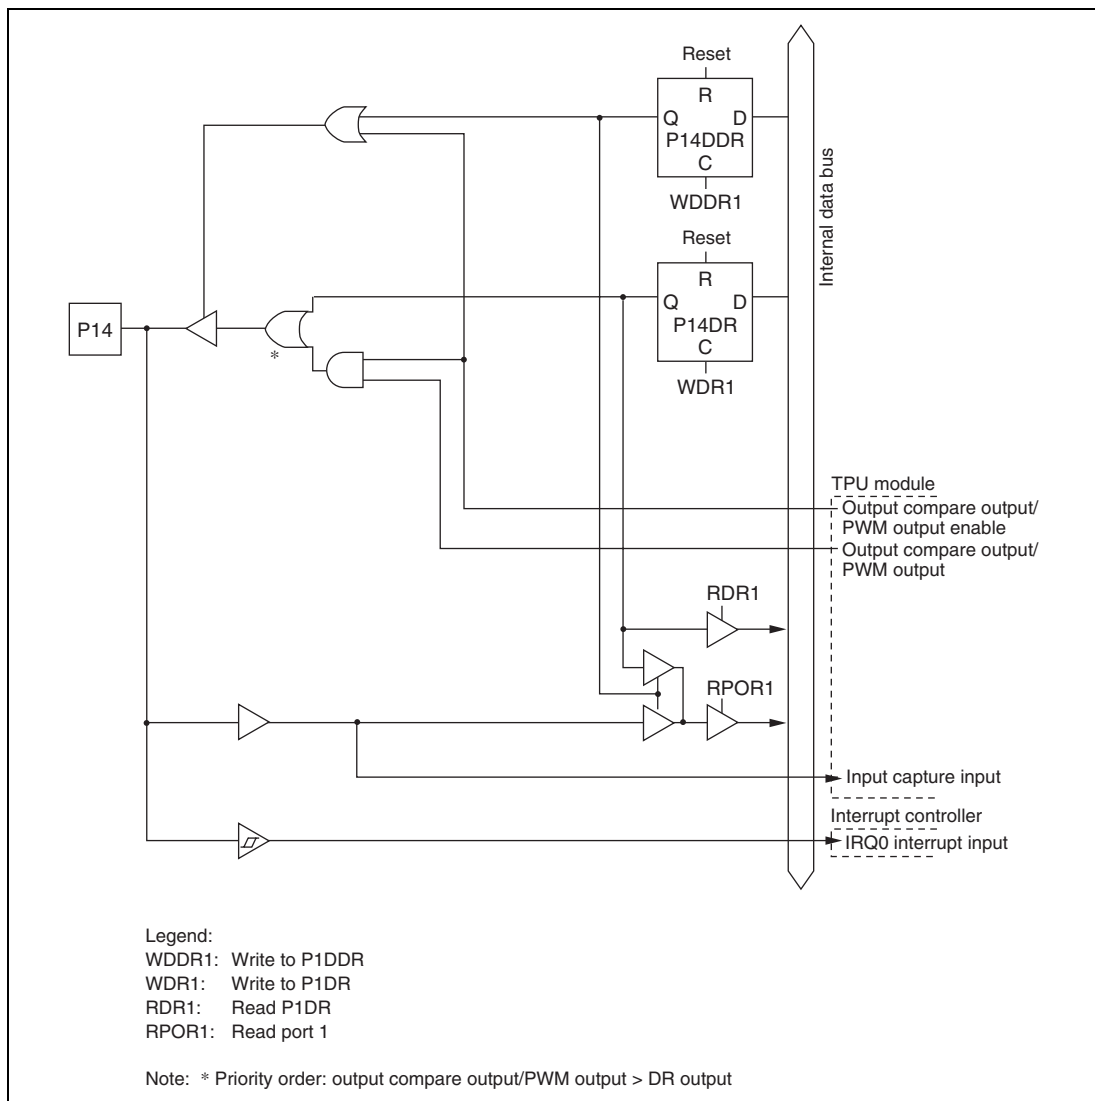 Reset
R
Q D
P14DDR
C
WDDR1
Internal data bus
Reset
R
Q D
P14DR
C
WDR1
P14
*
TPU module
Output compare output/
PWM output enable
Output compare output/
PWM output
RDR1
RPOR1
Input capture input
Interrupt controller
IRQ0 interrupt input
Legend:
WDDR1: Write to P1DDR
WDR1: Write to P1DR
RDR1: Read P1DR
RPOR1: Read port 1
Note: * Priority order: output compare output/PWM output > DR output